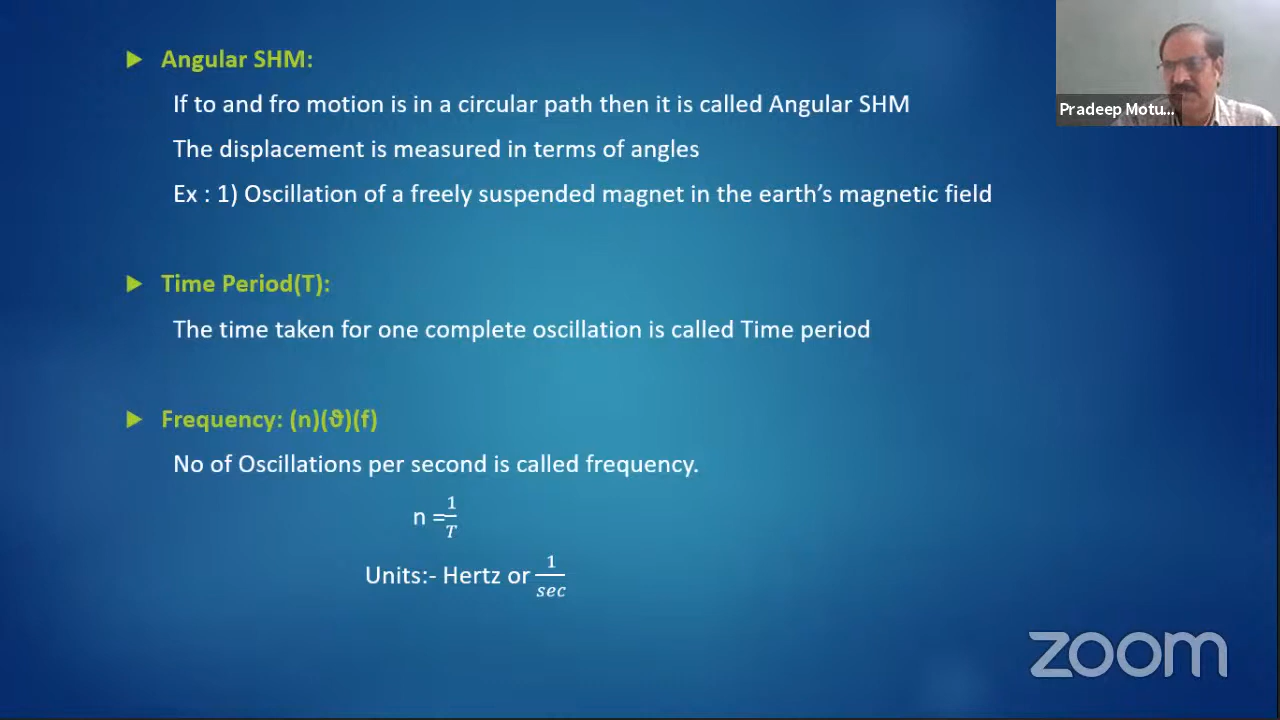 Angular SHM:
If to and fro motion is in a circular path then it is called Angular SHM
The displacement is measured in terms of angles
Ex : 1) Oscillation of a freely suspended magnet in the earth’s magnetic field
Time Period(T):
The time taken for one complete oscillation is called Time period
Frequency: (n)(ϑ)(f)
No of Oscillations per second is called frequency.
n = 1/T
Units:- Hertz or 1/sec
Pradeep Motu...
zoom